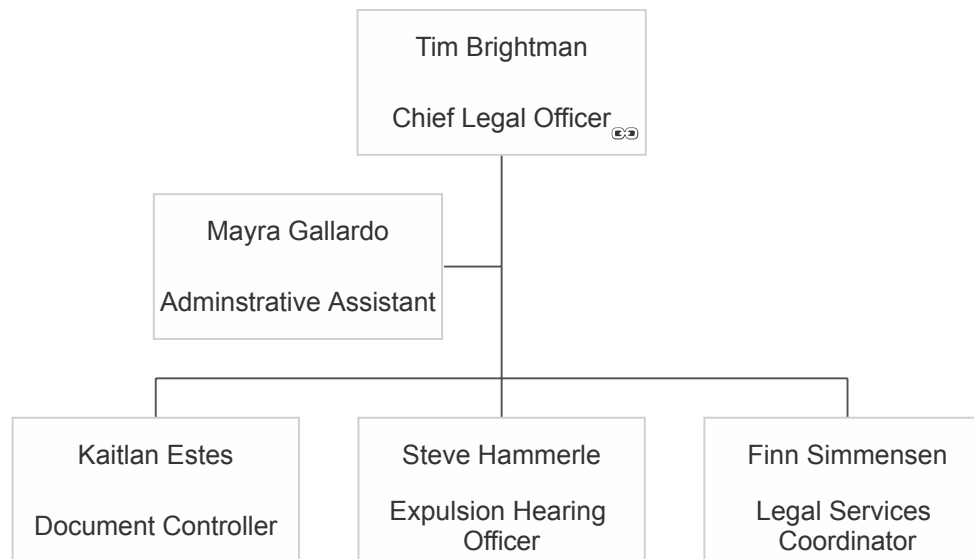 Tim Brightman
Chief Legal Officer
Mayra Gallardo
Adminstrative Assistant
Kaitlan Estes
Document Controller
Steve Hammerle
Expulsion Hearing
Officer
Finn Simmensen
Legal Services
Coordinator